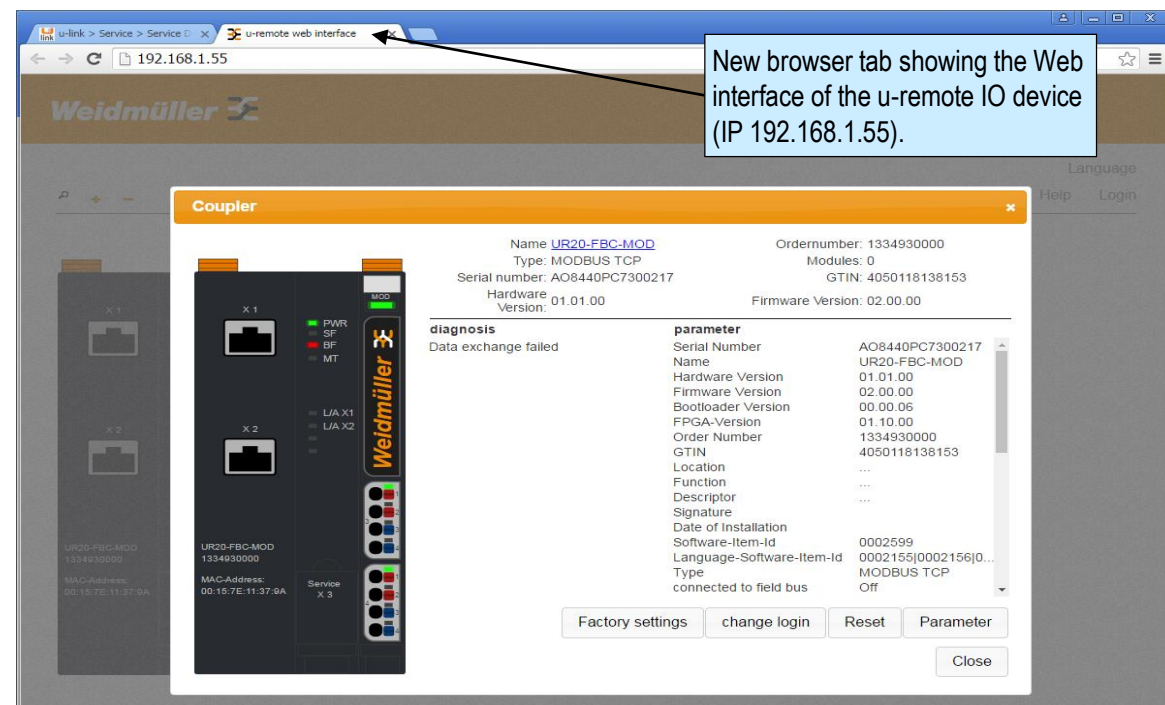 u-link > Service > Service D
u-remote web interface
192.168.1.55
New browser tab showing the Web
interface of the u-remote IO device
(IP 192.168.1.55).
Weidmüller
Language
Help Login
Coupler
Name UR20-FBC-MOD Ordernumber: 1334930000
Type: MODBUS TCP Modules: 0
Serial number: AO8440PC7300217 GTIN: 4050118138153
Hardware Version: 01.01.00 Firmware Version: 02.00.00
diagnosis
Data exchange failed
parameter
Serial Number AO8440PC7300217
Name UR20-FBC-MOD
Hardware Version 01.01.00
Firmware Version 02.00.00
Bootloader Version 00.00.06
FPGA-Version 01.10.00
Order Number 1334930000
GTIN 4050118138153
Location ...
Function ...
Descriptor ...
Signature
Date of Installation
Software-Item-Id 0002599
Language-Software-Item-Id 0002155|0002156|0...
Type MODBUS TCP
connected to field bus Off
Factory settings change login Reset Parameter
Close
X 1
X 2
UR20-FBC-MOD
1334930000
MAC-Address:
00:15:7E:11:37:9A
X 1
MOD
PWR
SF
BF
MT
L/A X1
L/A X2
X 2
Weidmüller
UR20-FBC-MOD
1334930000
MAC-Address:
00:15:7E:11:37:9A
Service
X 3